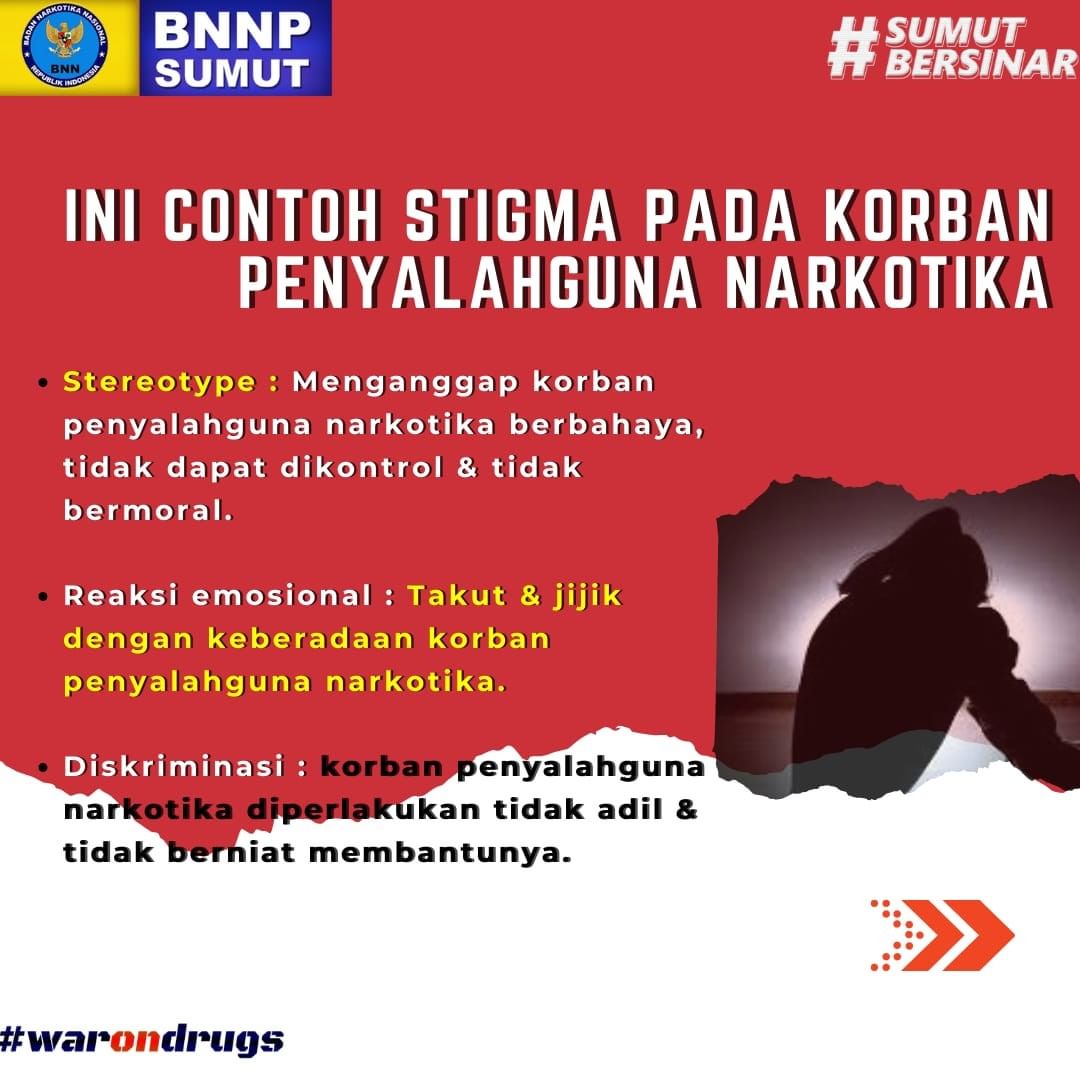 BADAN NARKOTIKA NASIONAL
BNN
REPUBLIK INDONESIA
BNNP
SUMUT
#SUMUT
BERSINAR
INI CONTOH STIGMA PADA KORBAN
PENYALAHGUNA NARKOTIKA
• Stereotype : Menganggap korban
penyalahguna narkotika berbahaya,
tidak dapat dikontrol & tidak
bermoral.
• Reaksi emosional : Takut & jijik
dengan keberadaan korban
penyalahguna narkotika.
• Diskriminasi : korban penyalahguna
narkotika diperlakukan tidak adil &
tidak berniat membantunya.
#warondrugs